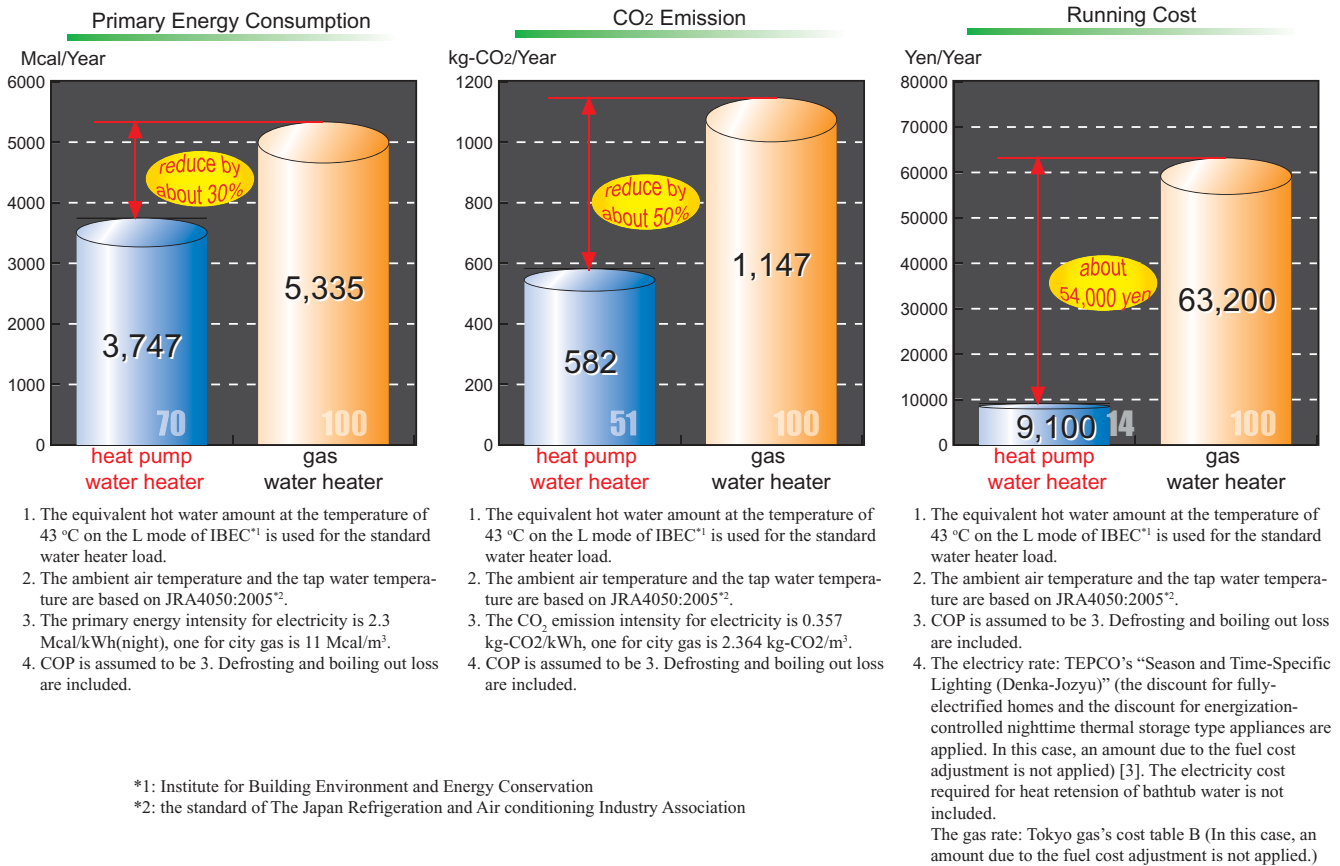 Primary Energy Consumption
Mcal/Year
6000
5000
4000
3000
2000
1000
0
reduce by
about 30%
3,747
5,335
70
100
heat pump
water heater
gas
water heater
1. The equivalent hot water amount at the temperature of
43 °C on the L mode of IBEC*1 is used for the standard
water heater load.
2. The ambient air temperature and the tap water tempera-
ture are based on JRA4050:2005*2.
3. The primary energy intensity for electricity is 2.3
Mcal/kWh(night), one for city gas is 11 Mcal/m3.
4. COP is assumed to be 3. Defrosting and boiling out loss
are included.
CO2 Emission
kg-CO2/Year
1200
1000
800
600
400
200
0
reduce by
about 50%
582
1,147
51
100
heat pump
water heater
gas
water heater
1. The equivalent hot water amount at the temperature of
43 °C on the L mode of IBEC*1 is used for the standard
water heater load.
2. The ambient air temperature and the tap water tempera-
ture are based on JRA4050:2005*2.
3. The CO2 emission intensity for electricity is 0.357
kg-CO2/kWh, one for city gas is 2.364 kg-CO2/m3.
4. COP is assumed to be 3. Defrosting and boiling out loss
are included.
Running Cost
Yen/Year
80000
70000
60000
50000
40000
30000
20000
10000
0
about
54,000 yen
9,100
63,200
14
100
heat pump
water heater
gas
water heater
1. The equivalent hot water amount at the temperature of
43 °C on the L mode of IBEC*1 is used for the standard
water heater load.
2. The ambient air temperature and the tap water tempera-
ture are based on JRA4050:2005*2.
3. COP is assumed to be 3. Defrosting and boiling out loss
are included.
4. The electricy rate: TEPCO's “Season and Time-Specific
Lighting (Denka-Jozyu)” (the discount for fully-
electrified homes and the discount for energization-
controlled nighttime thermal storage type appliances are
applied. In this case, an amount due to the fuel cost
adjustment is not applied) [3]. The electricity cost
required for heat retension of bathtub water is not
included.
The gas rate: Tokyo gas's cost table B (In this case, an
amount due to the fuel cost adjustment is not applied.)
*1: Institute for Building Environment and Energy Conservation
*2: the standard of The Japan Refrigeration and Air conditioning Industry Association